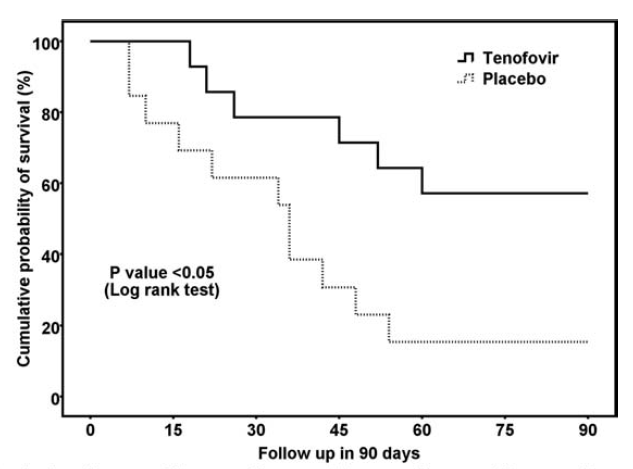 Cumulative probability of survival (%)
100
80
60
40
20
0
Tenofovir
Placebo
P value <0.05
(Log rank test)
0 15 30 45 60 75 90
Follow up in 90 days